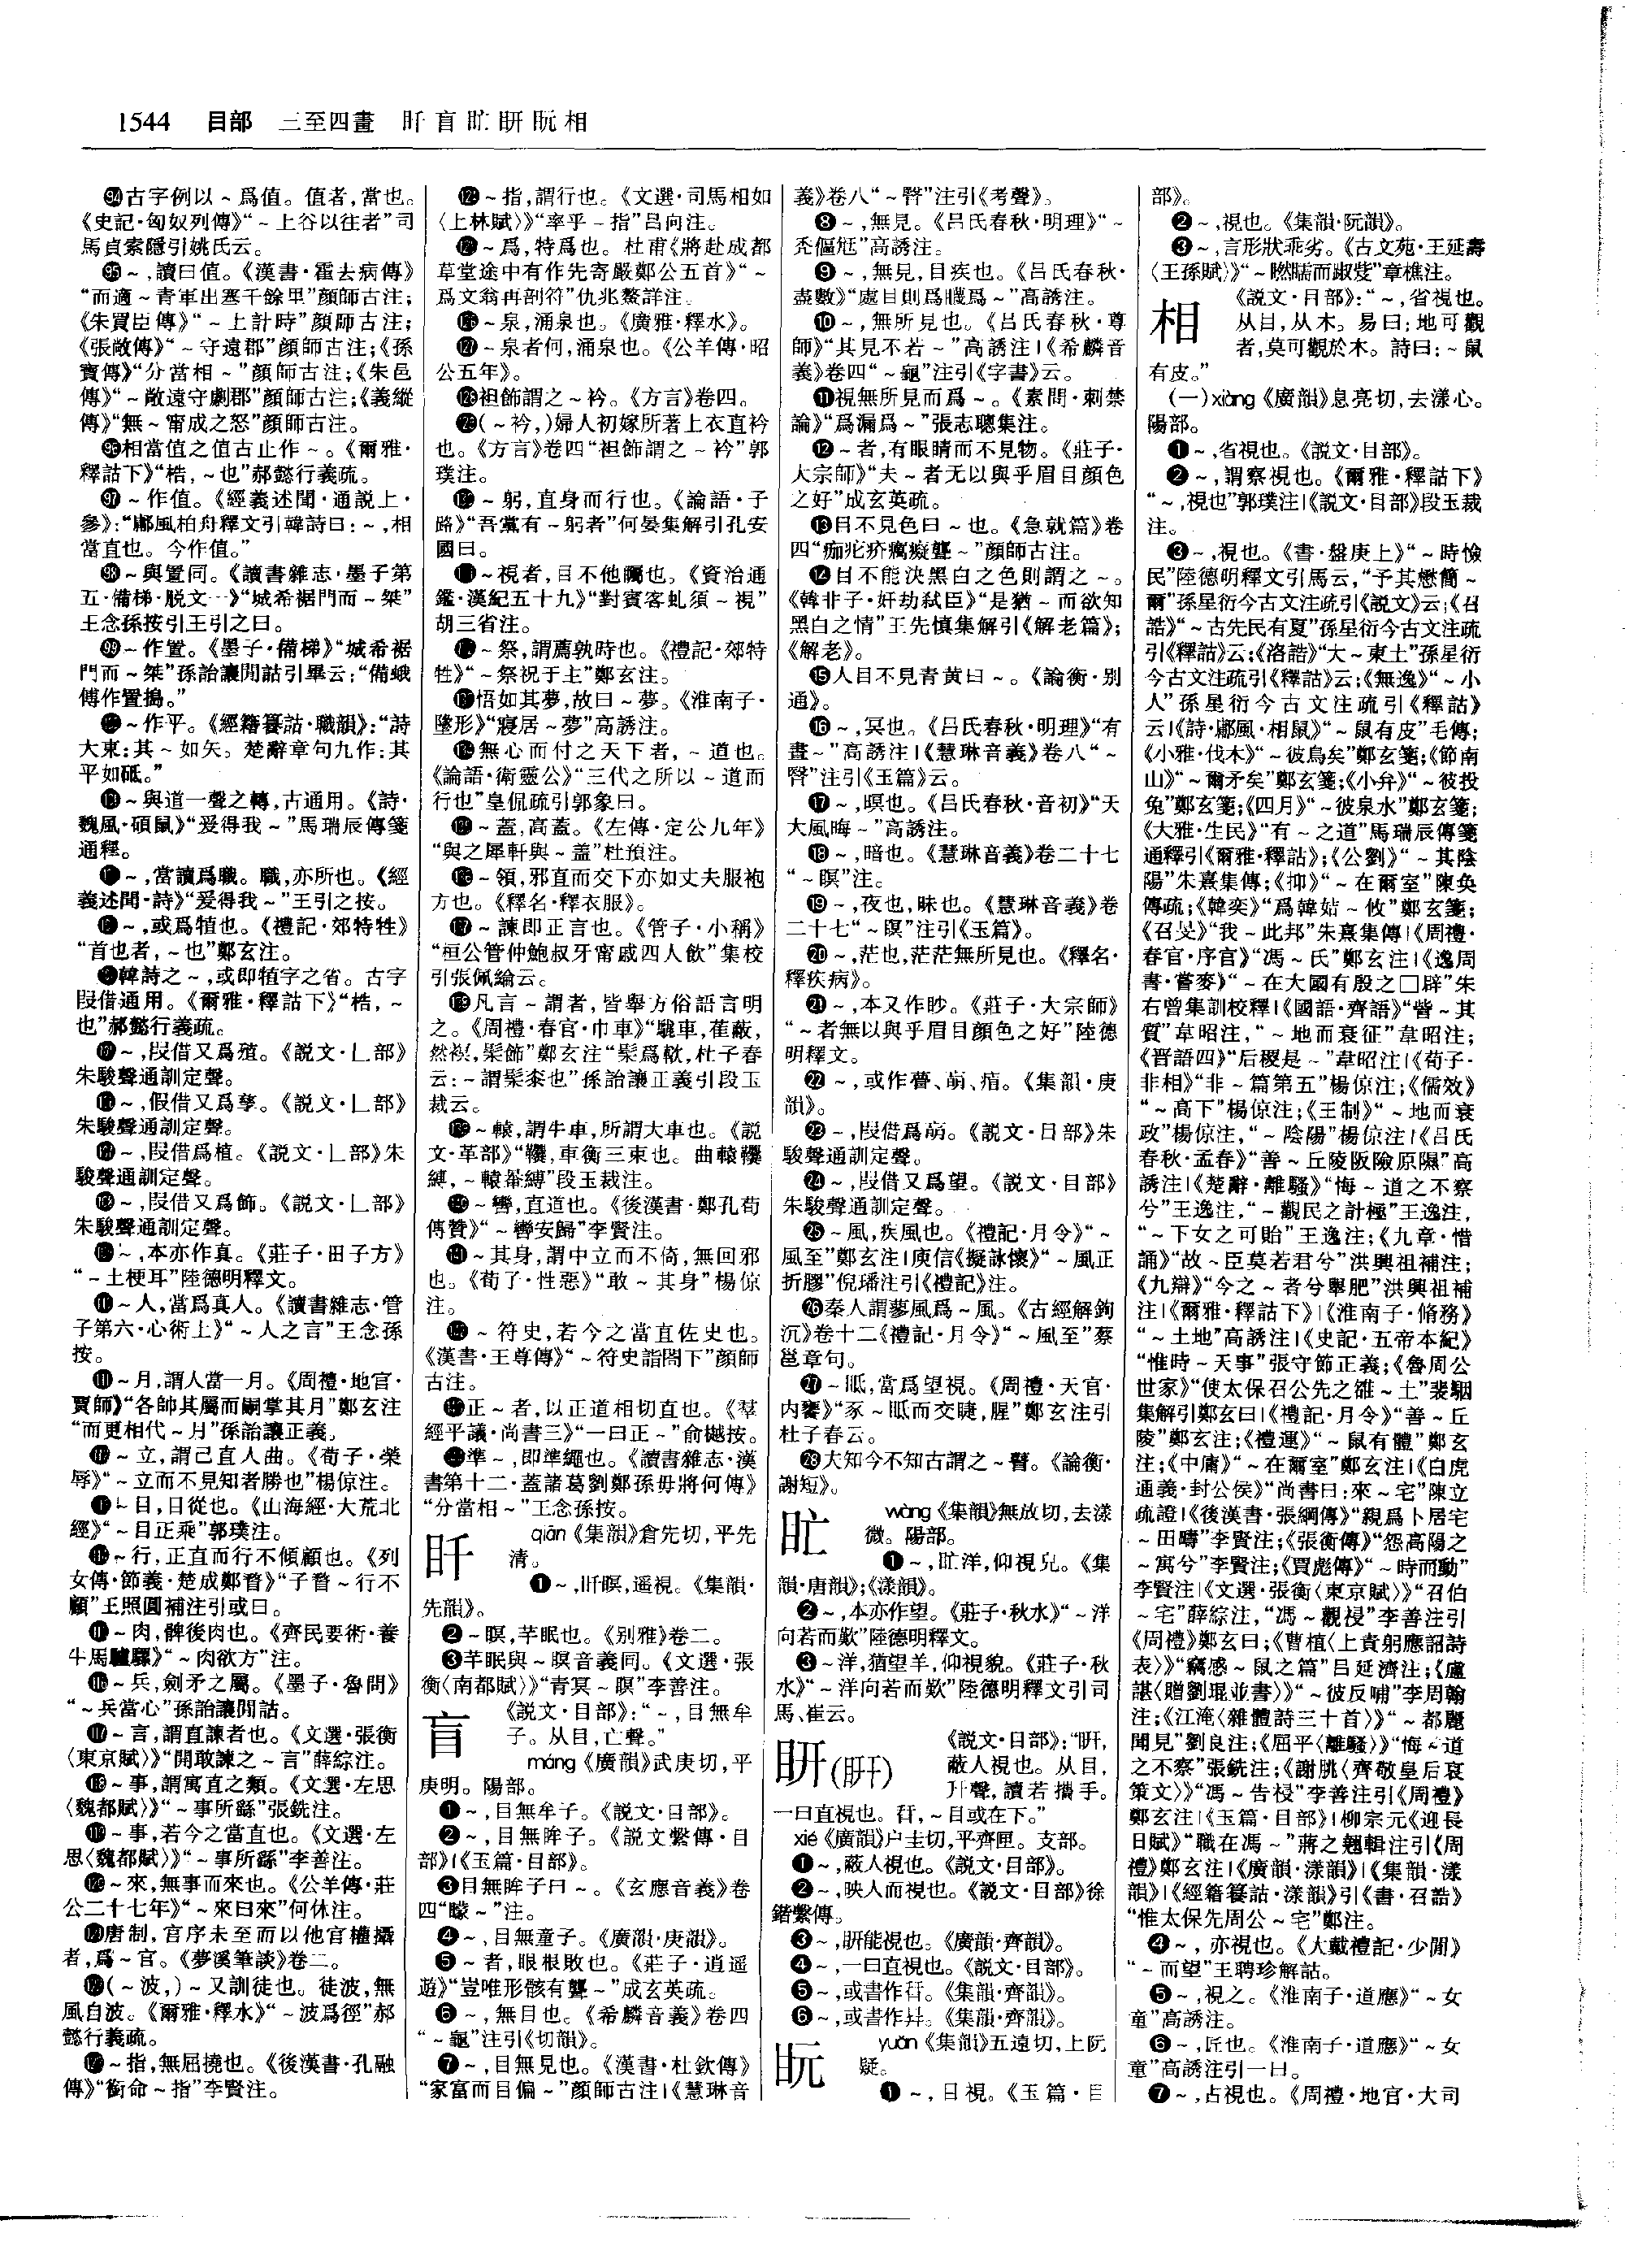 1544 目部 三至四畫 盰盲䀮盶相
古字例以～爲值。值者,當也。
《史記·匈奴列傳》“～上谷以往者”司
馬貞索隱引姚氏云。
～,讀曰值。《漢書·霍去病傳》
“而適～青軍出塞千餘里”顔師古注;
《朱買臣傳》“～上計時”顔師古注;
《張敞傳》“～守遠郡”顔師古注;《孫
寶傳》“分當相～”顔師古注;《朱邑
傳》“～敞遠守劇郡”顔師古注;《義縱
傳》“無～甯成之怒”顔師古注。
相當值之值古止作～。《爾雅·
釋詁下》“梏,～也”郝懿行義疏。
～作值。《經義述聞·通説上·
參》:“鄘風柏舟釋文引韓詩曰:～,相
當直也。今作值。”
～與置同。《讀書雜志·墨子第
五·備梯·脱文…》“城希裾門而～桀”
王念孫按引王引之曰。
～作置。《墨子·備梯》“城希裾
門而～桀”孫詒讓閒詁引畢云:“備蛾
傅作置搗。”
～作平。《經籍籑詁·職韻》:“詩
大東:其～如矢。楚辭章句九作:其
平如砥。”
～與道一聲之轉,古通用。《詩·
魏風·碩鼠》“爰得我～”馬瑞辰傳箋
通釋。
～,當讀爲職。職,亦所也。《經
義述聞·詩》“爰得我～”王引之按。
～,或爲犆也。《禮記·郊特牲》
“首也者,～也”鄭玄注。
韓詩之～,或即犆字之省。古字
叚借通用。《爾雅·釋詁下》“梏,～
也”郝懿行義疏。
～,叚借又爲殖。《説文·乚部》
朱駿聲通訓定聲。
～,假借又爲孳。《説文·乚部》
朱駿聲通訓定聲。
～,叚借爲植。《説文·乚部》朱
駿聲通訓定聲。
～,叚借又爲飾。《説文·乚部》
朱駿聲通訓定聲。
～,本亦作真。《莊子·田子方》
“～土梗耳”陸德明釋文。
～人,當爲真人。《讀書雜志·管
子第六·心術上》“～人之言”王念孫
按。
～月,謂人當一月。《周禮·地官·
賈師》“各帥其屬而嗣掌其月”鄭玄注
“而更相代～月”孫詒讓正義。
～立,謂己直人曲。《荀子·榮
辱》“～立而不見知者勝也”楊倞注。
～目,目從也。《山海經·大荒北
經》“～目正乘”郭璞注。
～行,正直而行不傾顧也。《列
女傳·節義·楚成鄭瞀》“子瞀～行不
顧”王照圓補注引或曰。
～肉,髀後肉也。《齊民要術·養
牛馬驢騾》“～肉欲方”注。
～兵,劍矛之屬。《墨子·魯問》
“～兵當心”孫詒讓閒詁。
～言,謂直諫者也。《文選·張衡
〈東京賦〉》“開敢諫之～言”薛綜注。
～事,謂寓直之類。《文選·左思
〈魏都賦〉》“～事所繇”張銑注。
～事,若今之當直也。《文選·左
思〈魏都賦〉》“～事所繇”李善注。
～來,無事而來也。《公羊傳·莊
公二十七年》“～來曰來”何休注。
唐制,官序未至而以他官權攝
者,爲～官。《夢溪筆談》卷二。
(～波,)～又訓徒也。徒波,無
風自波。《爾雅·釋水》“～波爲徑”郝
懿行義疏。
～指,無屈撓也。《後漢書·孔融
傳》“銜命～指”李賢注。
～指,謂行也。《文選·司馬相如
〈上林賦〉》“率乎～指”吕向注。
～爲,特爲也。杜甫《將赴成都
草堂途中有作先寄嚴鄭公五首》“～
爲文翁再剖符”仇兆鰲詳注。
～泉,涌泉也。《廣雅·釋水》。
～泉者何,涌泉也。《公羊傳·昭
公五年》。
袒飾謂之～衿。《方言》卷四。
(～衿,)婦人初嫁所著上衣直衿
也。《方言》卷四“袒飾謂之～衿”郭
璞注。
～躬,直身而行也。《論語·子
路》“吾黨有～躬者”何晏集解引孔安
國曰。
～視者,目不他矚也。《資治通
鑑·漢紀五十九》“對賓客虬須～視”
胡三省注。
～祭,謂薦孰時也。《禮記·郊特
牲》“～祭祝于主”鄭玄注。
悟如其夢,故曰～夢。《淮南子·
墬形》“寢居～夢”高誘注。
無心而付之天下者,～道也。
《論語·衛靈公》“三代之所以～道而
行也”皇侃疏引郭象曰。
～蓋,高蓋。《左傳·定公九年》
“與之犀軒與～蓋”杜預注。
～領,邪直而交下亦如丈夫服袍
方也。《釋名·釋衣服》。
～諫即正言也。《管子·小稱》
“桓公管仲鮑叔牙甯戚四人飲”集校
引張佩綸云。
凡言～謂者,皆舉方俗語言明
之。《周禮·春官·巾車》“駹車,萑蔽,
然𧜀,髹飾”鄭玄注“髹爲軟,杜子春
云:～謂髹桼也”孫詒讓正義引段玉
裁云。
～轅,謂牛車,所謂大車也。《説
文·革部》“䪍,車衡三束也。曲轅䪍
縛,～轅暴縛”段玉裁注。
～轡,直道也。《後漢書·鄭孔荀
傳贊》“～轡安歸”李賢注。
～其身,謂中立而不倚,無回邪
也。《荀子·性惡》“敢～其身”楊倞
注。
～符史,若今之當直佐史也。
《漢書·王尊傳》“～符史詣閤下”顔師
古注。
正～者,以正道相切直也。《羣
經平議·尚書三》“一曰正～”俞樾按。
準～,即準繩也。《讀書雜志·漢
書第十二·蓋諸葛劉鄭孫毋將何傳》
“分當相～”王念孫按。
qiān《集韻》倉先切,平先
清。
❶～,盰瞑,遥視。《集韻·
先韻》。
❷～瞑,芊眠也。《别雅》卷二。
❸芊眠與～瞑音義同。《文選·張
衡〈南都賦〉》“青冥～瞑”李善注。
盲
《説文·目部》:“～,目無牟
子。从目,亡聲。”
máng《廣韻》武庚切,平
庚明。陽部。
❶～,目無牟子。《説文·目部》。
❷～,目無眸子。《説文繫傳·目
部》|《玉篇·目部》。
❸目無眸子曰～。《玄應音義》卷
四“矇～”注。
❹～,目無童子。《廣韻·庚韻》。
❺～者,眼根敗也。《莊子·逍遥
遊》“豈唯形骸有聾～”成玄英疏。
❻～,無目也。《希麟音義》卷四
“～龜”注引《切韻》。
❼～,目無見也。《漢書·杜欽傳》
“家富而目偏～”顔師古注|《慧琳音
義》卷八“～瞖”注引《考聲》。
❽～,無見。《吕氏春秋·明理》“～
禿傴尪”高誘注。
❾～,無見,目疾也。《吕氏春秋·
盡數》“處目則爲䁾爲～”高誘注。
❿～,無所見也。《吕氏春秋·尊
師》“其見不若～”高誘注|《希麟音
義》卷四“～龜”注引《字書》云。
⓫視無所見而爲～。《素問·刺禁
論》“爲漏爲～”張志聰集注。
⓬～者,有眼睛而不見物。《莊子·
大宗師》“夫～者无以與乎眉目顔色
之好”成玄英疏。
⓭目不見色曰～也。《急就篇》卷
四“痂疕疥癘癡聾～”顔師古注。
⓮目不能決黑白之色則謂之～。
《韓非子·奸劫弑臣》“是猶～而欲知
黑白之情”王先慎集解引《解老篇》;
《解老》。
⓯人目不見青黄曰～。《論衡·别
通》。
⓰～,冥也。《吕氏春秋·明理》“有
晝～”高誘注|《慧琳音義》卷八“～
瞖”注引《玉篇》云。
⓱～,暝也。《吕氏春秋·音初》“天
大風晦～”高誘注。
⓲～,暗也。《慧琳音義》卷二十七
“～瞑”注。
⓳～,夜也,昧也。《慧琳音義》卷
二十七“～瞑”注引《玉篇》。
⓴～,茫也,茫茫無所見也。《釋名·
釋疾病》。
㉑～,本又作眇。《莊子·大宗師》
“～者無以與乎眉目顔色之好”陸德
明釋文。
㉒～,或作瞢、萌、㾕。《集韻·庚
韻》。
㉓～,叚借爲萌。《説文·目部》朱
駿聲通訓定聲。
㉔～,叚借又爲望。《説文·目部》
朱駿聲通訓定聲。
㉕～風,疾風也。《禮記·月令》“～
風至”鄭玄注|庾信《擬詠懷》“～風正
折膠”倪璠注引《禮記》注。
㉖秦人謂蓼風爲～風。《古經解鉤
沉》卷十二《禮記·月令》“～風至”蔡
邕章句。
㉗～眡,當爲望視。《周禮·天官·
内饔》“豕～眡而交睫,腥”鄭玄注引
杜子春云。
㉘大知今不知古謂之～瞽。《論衡·
謝短》。
䀮
wàng《集韻》無放切,去漾
微。陽部。
❶～,䀮洋,仰視皃。《集
韻·唐韻》;《漾韻》。
❷～,本亦作望。《莊子·秋水》“～洋
向若而歎”陸德明釋文。
❸～洋,猶望羊,仰視貌。《莊子·秋
水》“～洋向若而歎”陸德明釋文引司
馬、崔云。
《説文·目部》:“盻,
蔽人視也。从目,
幵聲,讀若攜手。
一曰直視也。䀘,～目或在下。”
xié《廣韻》户圭切,平齊匣。支部。
❶～,蔽人視也。《説文·目部》。
❷～,映人而視也。《説文·目部》徐
鍇繫傳。
❸～,䀘能視也。《廣韻·齊韻》。
❹～,一曰直視也。《説文·目部》。
❺～,或書作䀘。《集韻·齊韻》。
❻～,或書作。《集韻·齊韻》。
盶
yuǎn《集韻》五遠切,上阮
疑。
❶～,目視。《玉篇·目
部》。
❷～,視也。《集韻·阮韻》。
❸～,言形狀乖劣。《古文苑·王延壽
〈王孫賦〉》“～而踧”章樵注。
相
《説文·目部》:“～,省視也。
从目,从木。易曰:地可觀
者,莫可觀於木。詩曰:～鼠
有皮。”
(一)xiàng《廣韻》息亮切,去漾心。
陽部。
❶～,省視也。《説文·目部》。
❷～,謂察視也。《爾雅·釋詁下》
“～,視也”郭璞注|《説文·目部》段玉裁
注。
❸～,視也。《書·盤庚上》“～時憸
民”陸德明釋文引馬云,“予其懋簡～
爾”孫星衍今古文注疏引《説文》云;《召
誥》“～古先民有夏”孫星衍今古文注疏
引《釋詁》云;《洛誥》“大～東土”孫星衍
今古文注疏引《釋詁》云;《無逸》“～小
人”孫星衍今古文注疏引《釋詁》
云|《詩·鄘風·相鼠》“～鼠有皮”毛傳;
《小雅·伐木》“～彼鳥矣”鄭玄箋;《節南
山》“～爾矛矣”鄭玄箋;《小弁》“～彼投
兔”鄭玄箋;《四月》“～彼泉水”鄭玄箋;
《大雅·生民》“有～之道”馬瑞辰傳箋
通釋引《爾雅·釋詁》;《公劉》“～其陰
陽”朱熹集傳;《抑》“～在爾室”陳奂
傳疏;《韓奕》“爲韓姞～攸”鄭玄箋;
《召旻》“我～此邦”朱熹集傳|《周禮·
春官·序官》“馮～氏”鄭玄注|《逸周
書·嘗麥》“～在大國有殷之□辟”朱
右曾集訓校釋|《國語·齊語》“皆～其
質”韋昭注,“～地而衰征”韋昭注;
《晋語四》“后稷是～”韋昭注|《荀子·
非相》“非～篇第五”楊倞注;《儒效》
“～高下”楊倞注;《王制》“～地而衰
政”楊倞注,“～陰陽”楊倞注|《吕氏
春秋·孟春》“善～丘陵阪險原隰”高
誘注|《楚辭·離騷》“悔～道之不察
兮”王逸注,“～觀民之計極”王逸注,
“～下女之可貽”王逸注;《九章·惜
誦》“故～臣莫若君兮”洪興祖補注;
《九辯》“今之～者兮舉肥”洪興祖補
注|《爾雅·釋詁下》|《淮南子·脩務》
“～土地”高誘注|《史記·五帝本紀》
“惟時～天事”張守節正義;《魯周公
世家》“使太保召公先之雒～土”裴駰
集解引鄭玄曰|《禮記·月令》“善～丘
陵”鄭玄注;《禮運》“～鼠有體”鄭玄
注;《中庸》“～在爾室”鄭玄注|《白虎
通義·封公侯》“尚書曰:來～宅”陳立
疏證|《後漢書·張綱傳》“親爲卜居宅
～田疇”李賢注;《張衡傳》“怨高陽之
～寓兮”李賢注;《賈彪傳》“～時而動”
李賢注|《文選·張衡〈東京賦〉》“召伯
～宅”薛綜注,“馮～觀祲”李善注引
《周禮》鄭玄曰;《曹植〈上責躬應詔詩
表〉》“竊感～鼠之篇”吕延濟注;《盧
諶〈贈劉琨並書〉》“～彼反哺”李周翰
注;《江淹〈雜體詩三十首〉》“～都麗
聞見”劉良注;《屈平〈離騷〉》“悔～道
之不察”張銑注;《謝朓〈齊敬皇后哀
策文〉》“馮～告祲”李善注引《周禮》
鄭玄注|《玉篇·目部》|柳宗元《迎長
日賦》“職在馮～”蔣之翹輯注引《周
禮》鄭玄注|《廣韻·漾韻》|《集韻·漾
韻》|《經籍籑詁·漾韻》引《書·召誥》
“惟太保先周公～宅”鄭注。
❹～,亦視也。《大戴禮記·少閒》
“～而望”王聘珍解詁。
❺～,視之。《淮南子·道應》“～女
童”高誘注。
❻～,匠也。《淮南子·道應》“～女
童”高誘注引一曰。
❼～,占視也。《周禮·地官·大司